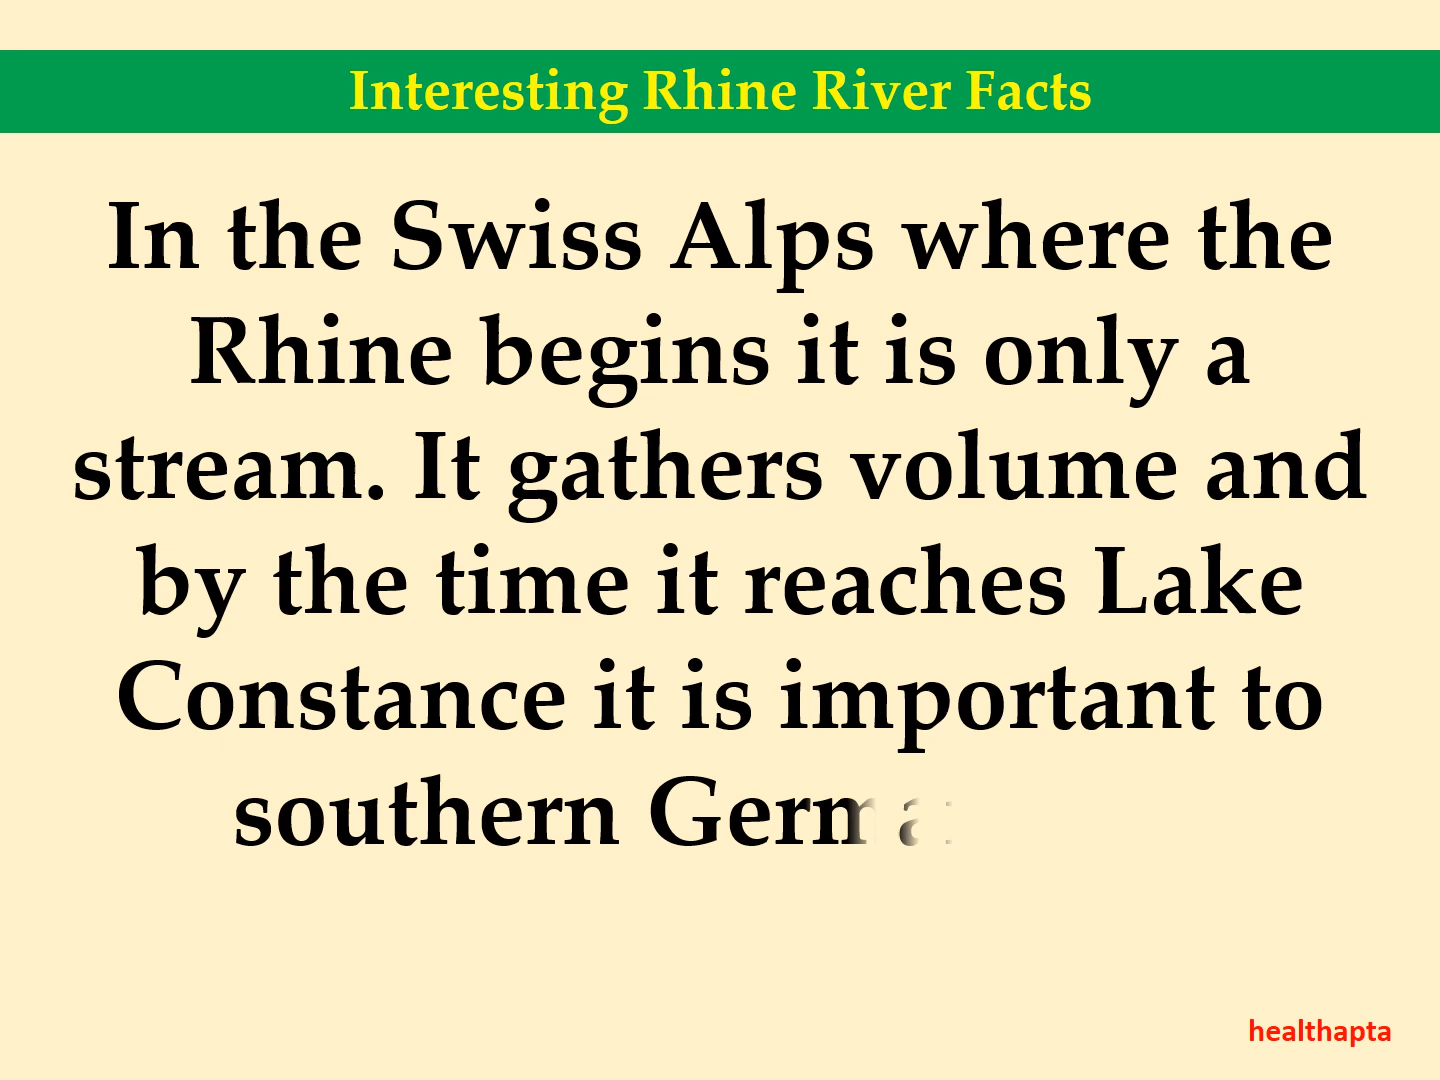 Interesting Rhine River Facts
In the Swiss Alps where the
Rhine begins it is only a
stream. It gathers volume and
by the time it reaches Lake
Constance it is important to
southern
healthapta